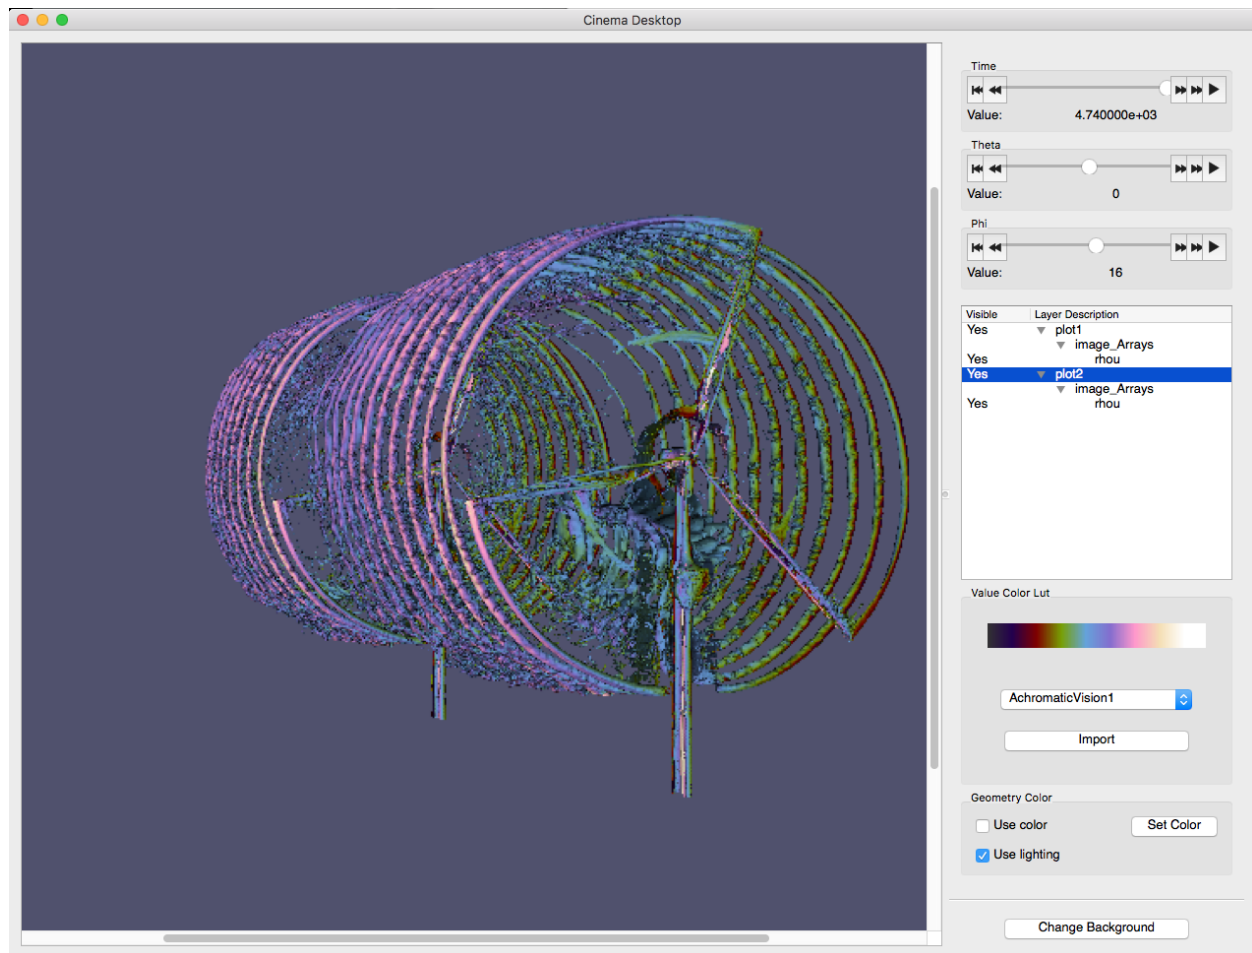 Cinema Desktop
Time
Value: 4.740000e+03
Theta
Value: 0
Phi
Value: 16
Visible Layer Description
Yes plot1
image_Arrays
Yes rhou
Yes plot2
image_Arrays
Yes rhou
Value Color Lut
AchromaticVision1
Import
Geometry Color
Use color Set Color
Use lighting
Change Background